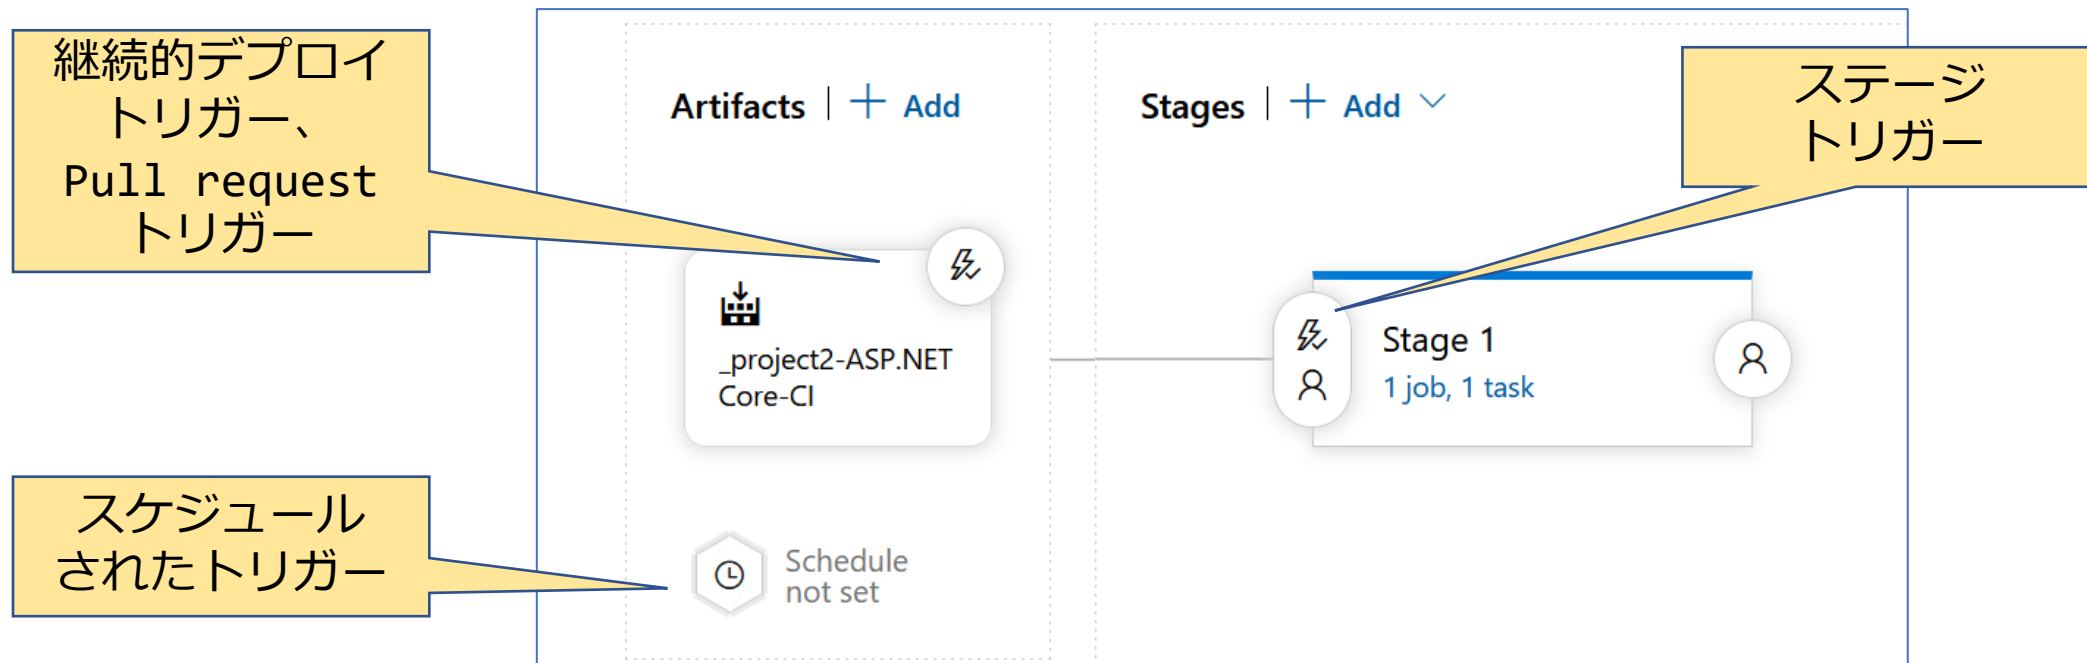 継続的デプロイ
トリガー、
Pull request
トリガー
Artifacts
Add
Stages
Add
ステージ
トリガー
_project2-ASP.NET
Core-CI
Stage 1
1 job, 1 task
スケジュール
されたトリガー
Schedule
not set